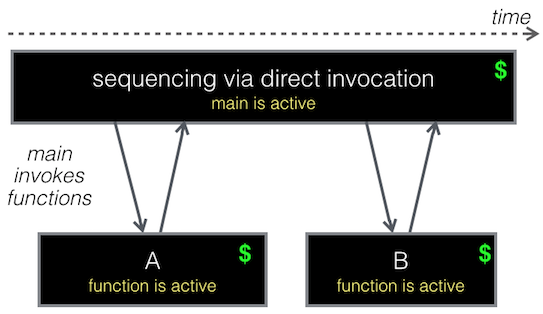 time
sequencing via direct invocation
$
main is active
main
invokes
functions
A
$
function is active
B
$
function is active